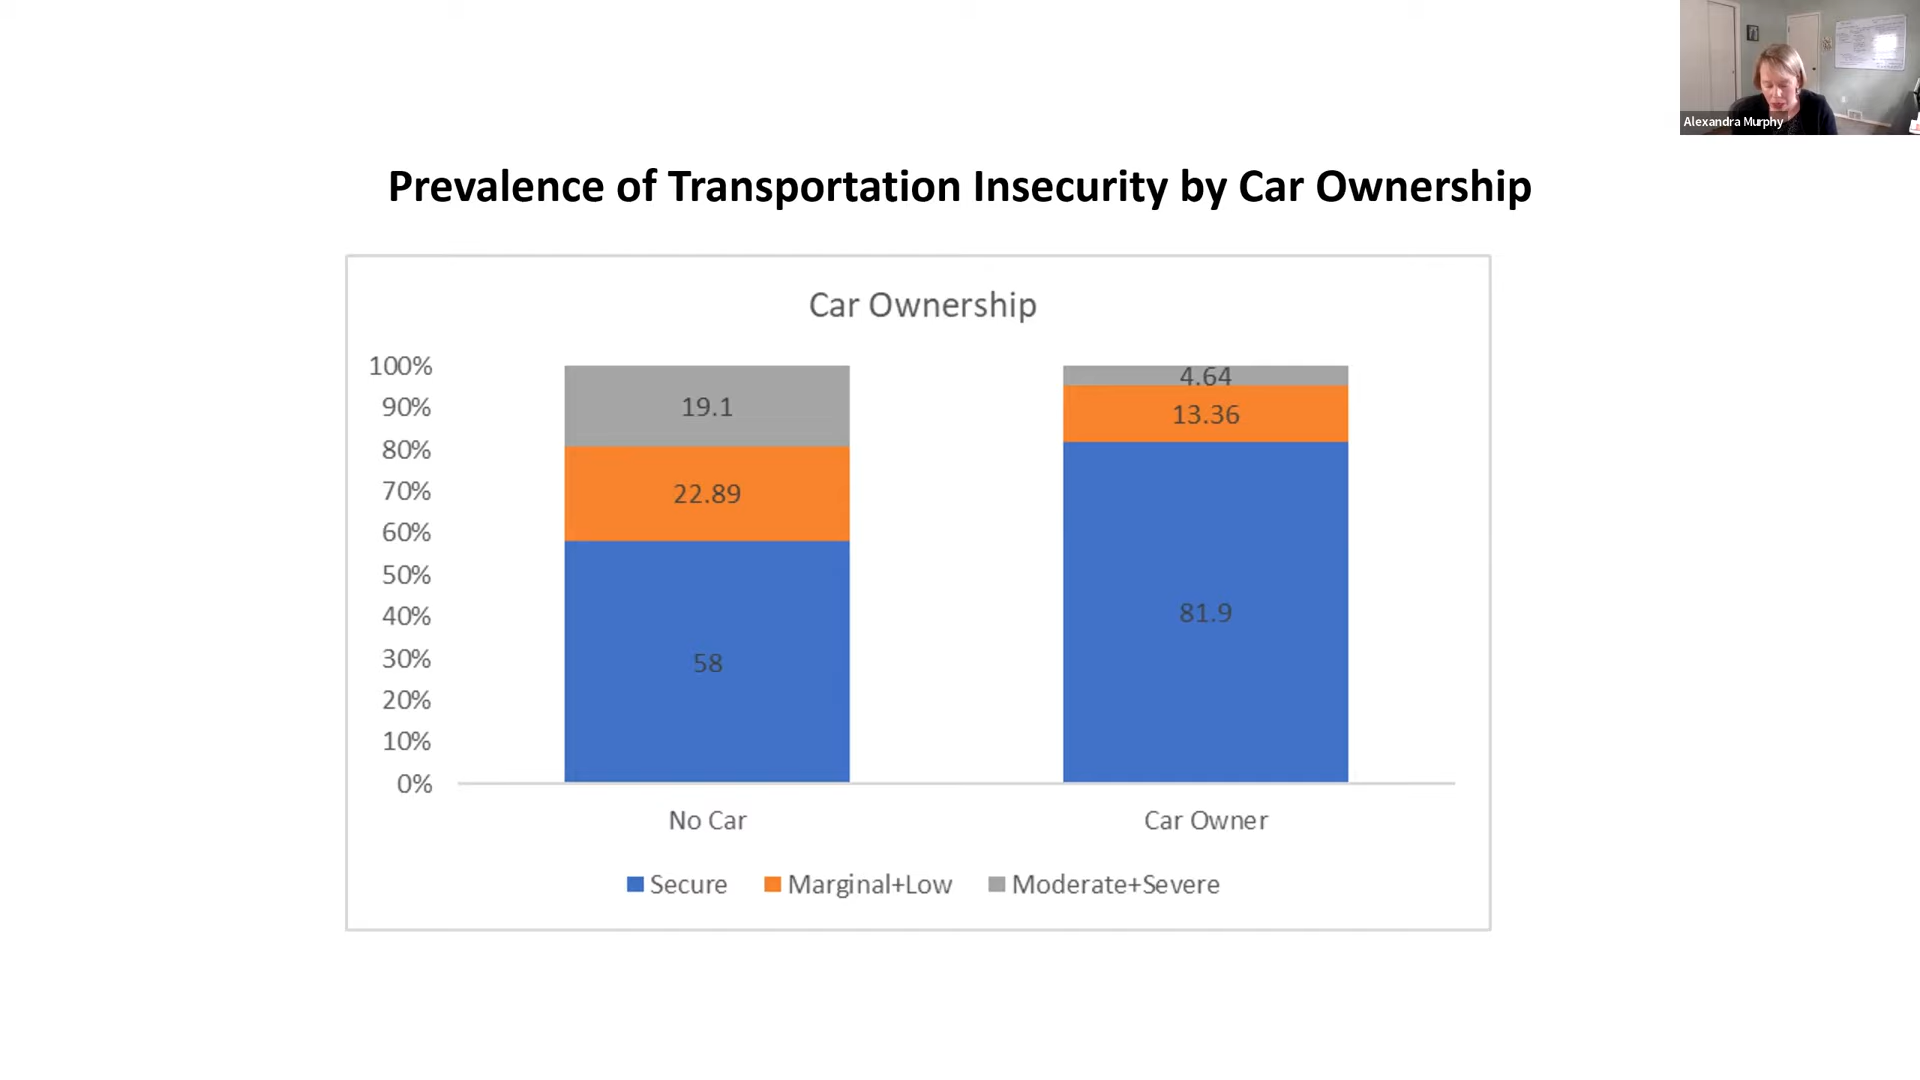 Alexandra Murphy
Prevalence of Transportation Insecurity by Car Ownership
Car Ownership
100%
90%
80%
70%
60%
50%
40%
30%
20%
10%
0%
19.1
22.89
58
4.64
13.36
81.9
No Car
Car Owner
Secure
Marginal+Low
Moderate+Severe